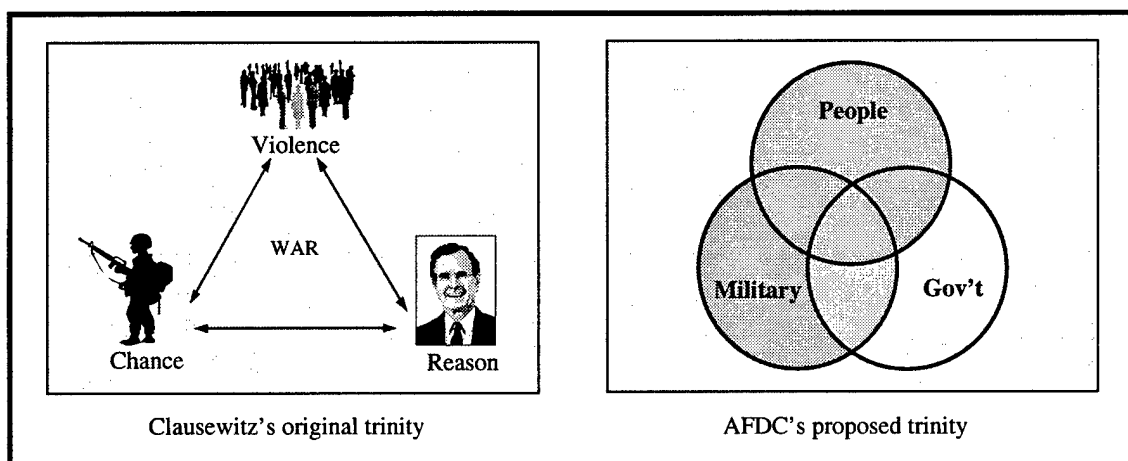 Violence
WAR
Chance
Reason
Clausewitz's original trinity
People
Military
Gov't
AFDC's proposed trinity